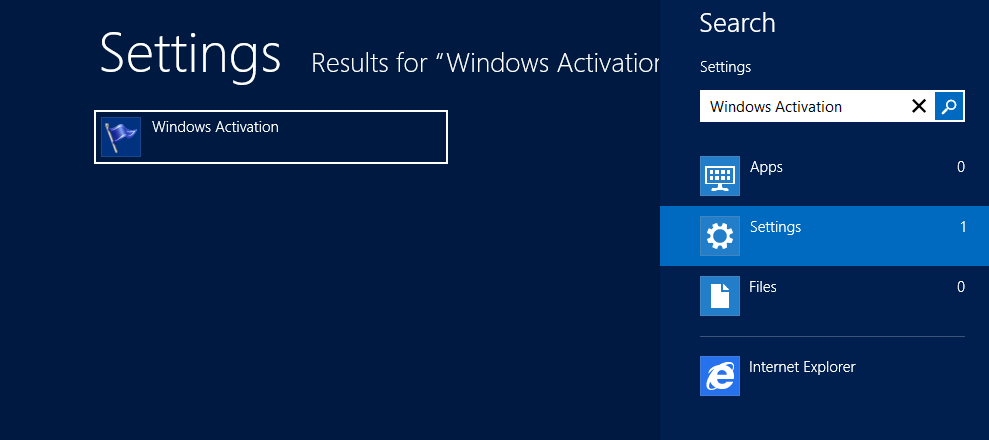 Settings
Results for “Windows Activation
Windows Activation
Search
Settings
Windows Activation
Apps
0
Settings
1
Files
0
Internet Explorer